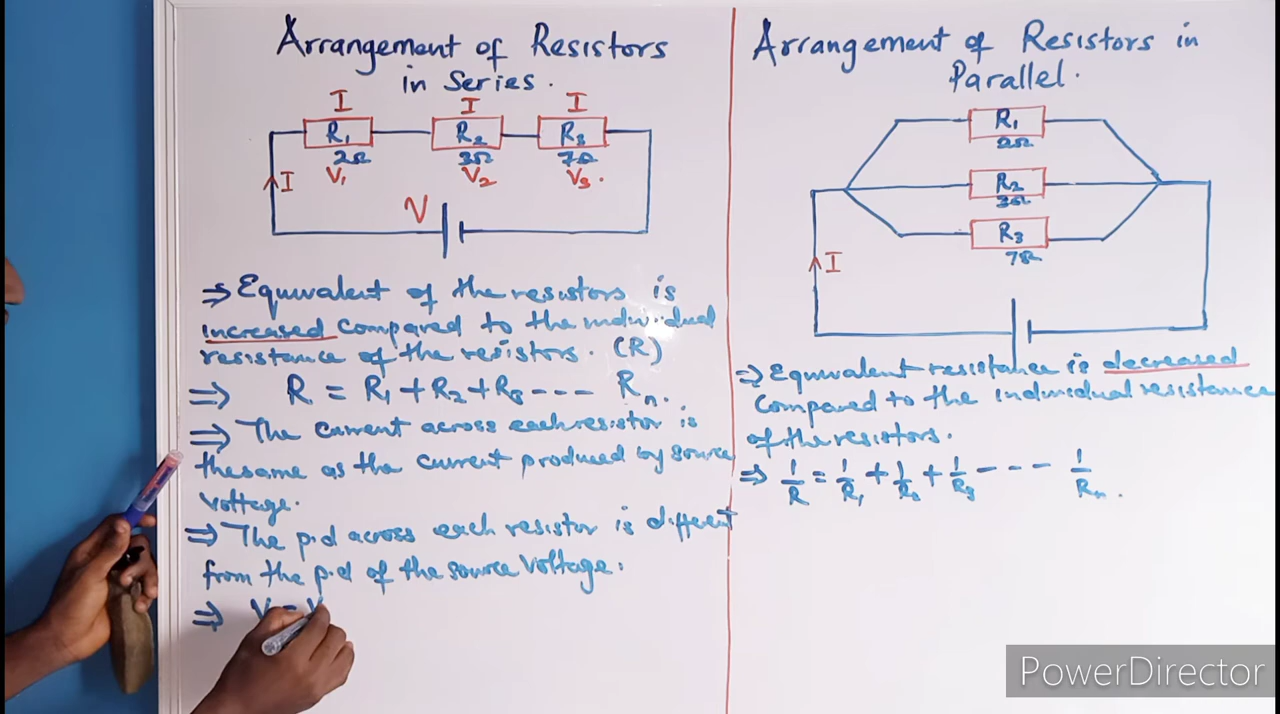 Arrangement of Resistors
in Series.
I I I
R₁ R₂ R₃
2Ω 3Ω 7Ω
V₁ V₂ V₃.
I
V
⇒ Equivalent of the resistors is
increased compared to the individual
resistance of the resistors. (R)
⇒ R = R₁ + R₂ + R₃ ---- Rₙ.
⇒ The current across each resistor is
the same as the current produced by source
voltage.
⇒ The p.d across each resistor is different
from the p.d of the source voltage.
⇒ V = V
Arrangement of Resistors in
Parallel.
R₁
2Ω
R₂
3Ω
R₃
7Ω
I
⇒ Equivalent resistance is decreased
compared to the individual resistance
of the resistors.
⇒ 1/R = 1/R₁ + 1/R₂ + 1/R₃ ---- 1/Rₙ.
PowerDirector